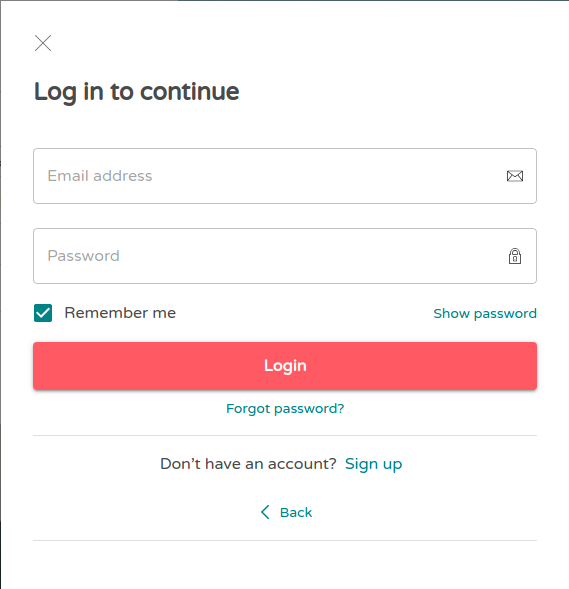 Log in to continue
Email address
Password
Remember me Show password
Login
Forgot password?
Don't have an account? Sign up
Back